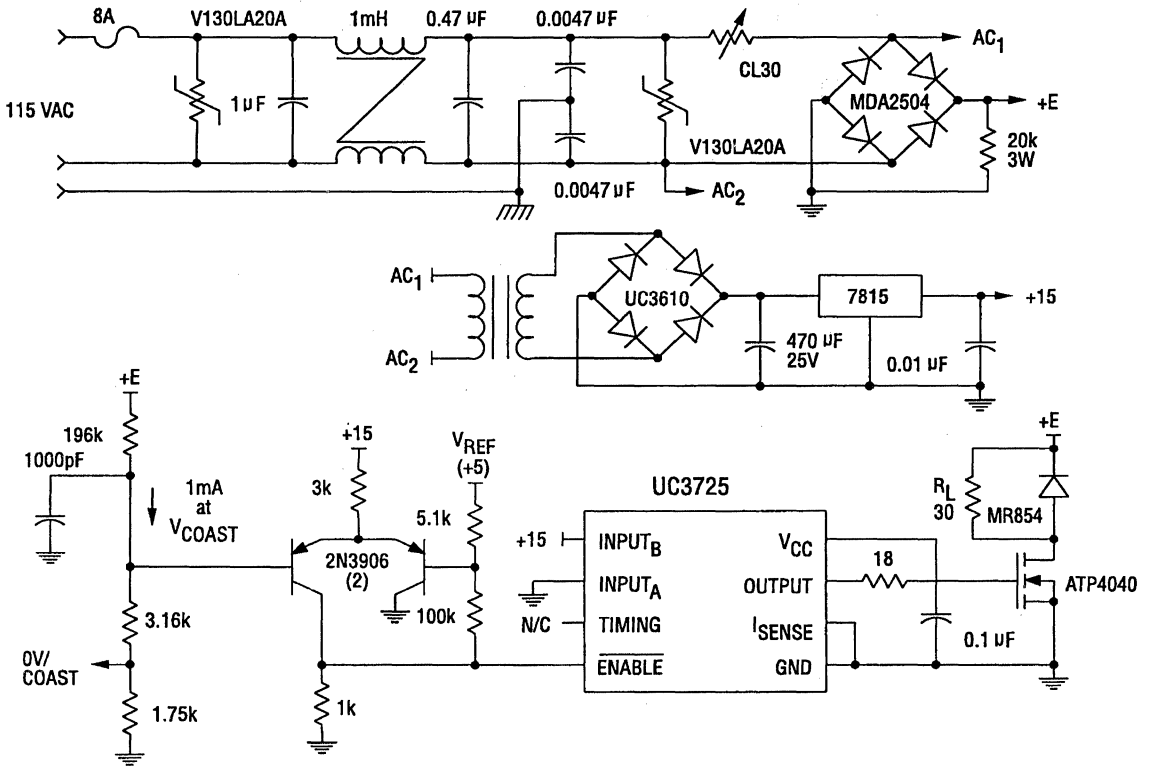 8A
V130LA20A
1mH
0.47 µF
0.0047 µF
AC1
CL30
115 VAC
1 µF
MDA2504
+E
V130LA20A
20k
3W
0.0047 µF
AC2
AC1
UC3610
7815
+15
AC2
470 µF
25V
0.01 µF
+E
196k
1000pF
1mA
at
VCOAST
+15
3k
VREF
(+5)
5.1k
2N3906
(2)
100k
3.16k
0V/
COAST
1.75k
1k
UC3725
+15
INPUTB
INPUTA
N/C
TIMING
ENABLE
VCC
OUTPUT
ISENSE
GND
18
+E
RL
30
MR854
ATP4040
0.1 µF